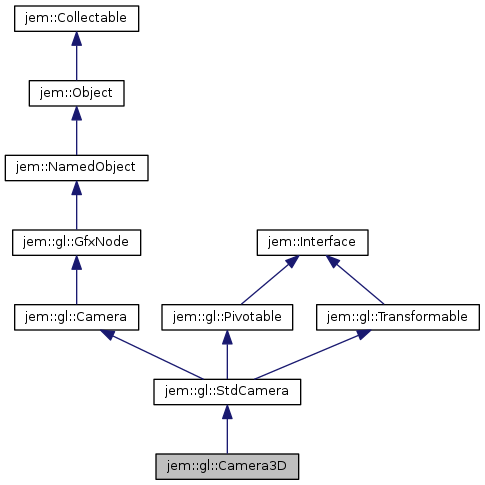 jem::Collectable
jem::Object
jem::NamedObject
jem::gl::GfxNode
jem::Interface
jem::gl::Camera
jem::gl::Pivotable
jem::gl::Transformable
jem::gl::StdCamera
jem::gl::Camera3D